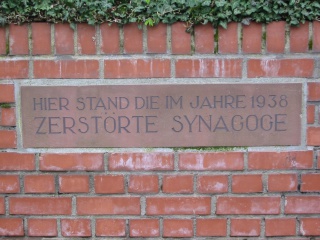 HIER STAND DIE IM JAHRE 1938
ZERSTÖRTE SYNAGOGE